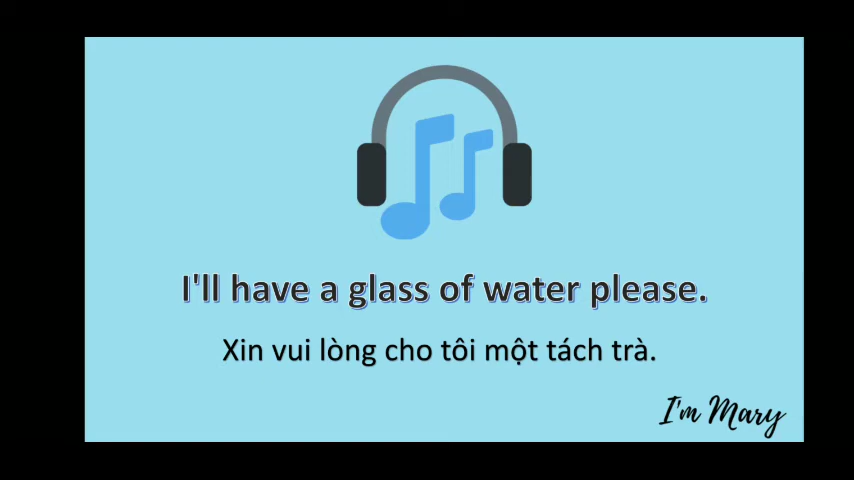 I'll have a glass of water please.
Xin vui lòng cho tôi một tách trà.
I'm Mary